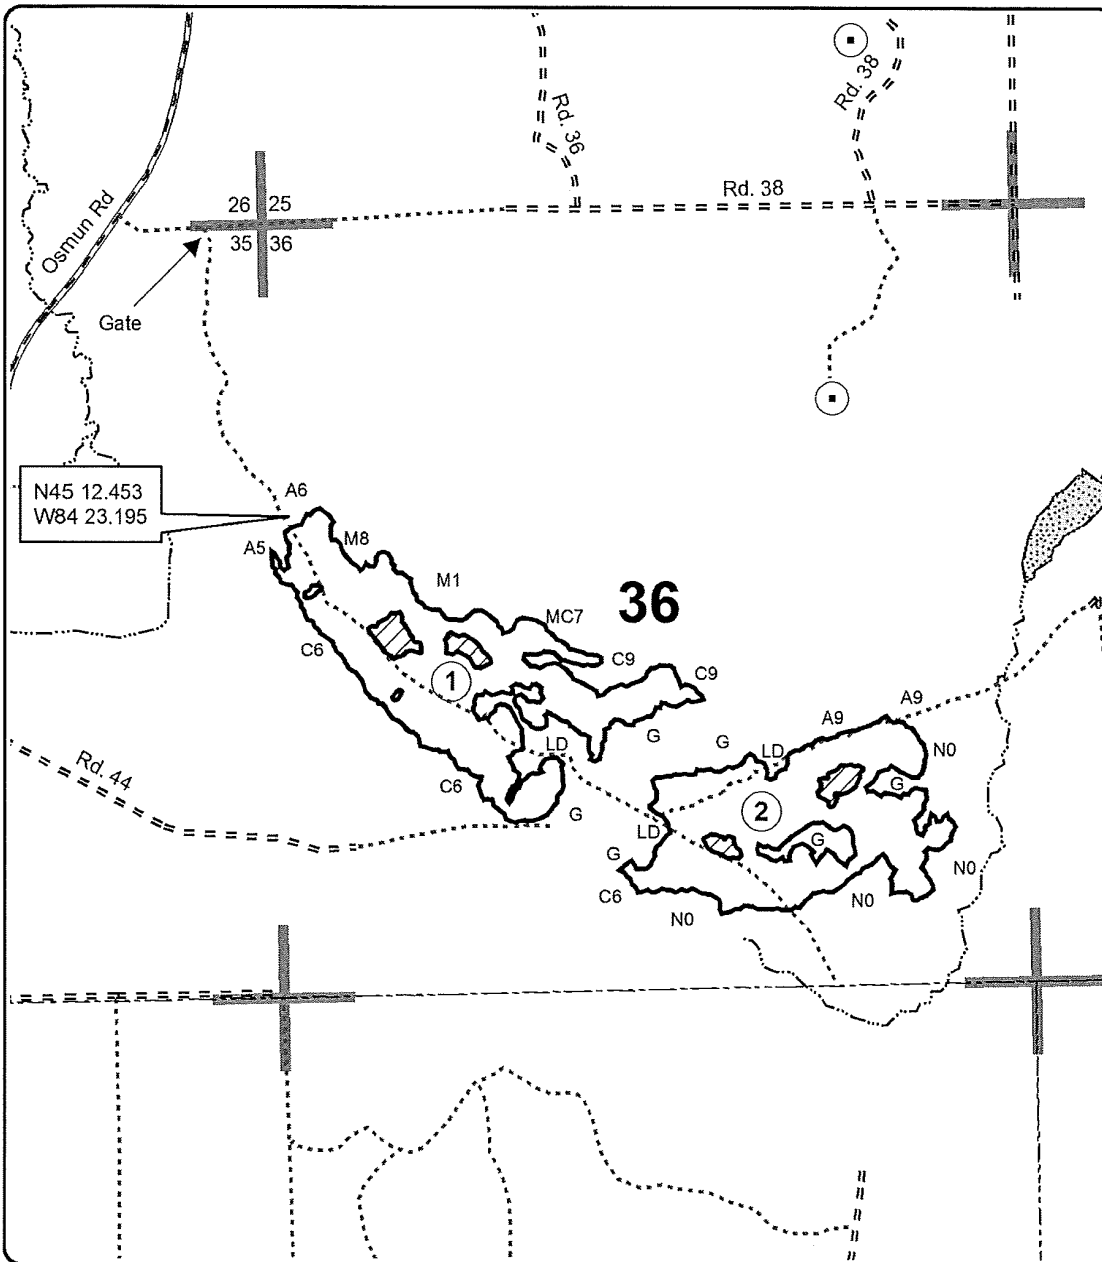 Rd. 36
Rd. 38
Rd. 38
Osmun Rd
26 25
35 36
Gate
N45 12.453
W84 23.195
A6
A5
M8
M1
36
MC7
C6
C9
C9
1
A9
A9
G
G
LD
LD
N0
Rd. 44
C6
G
2
G
LD
G
G
C6
N0
N0
N0